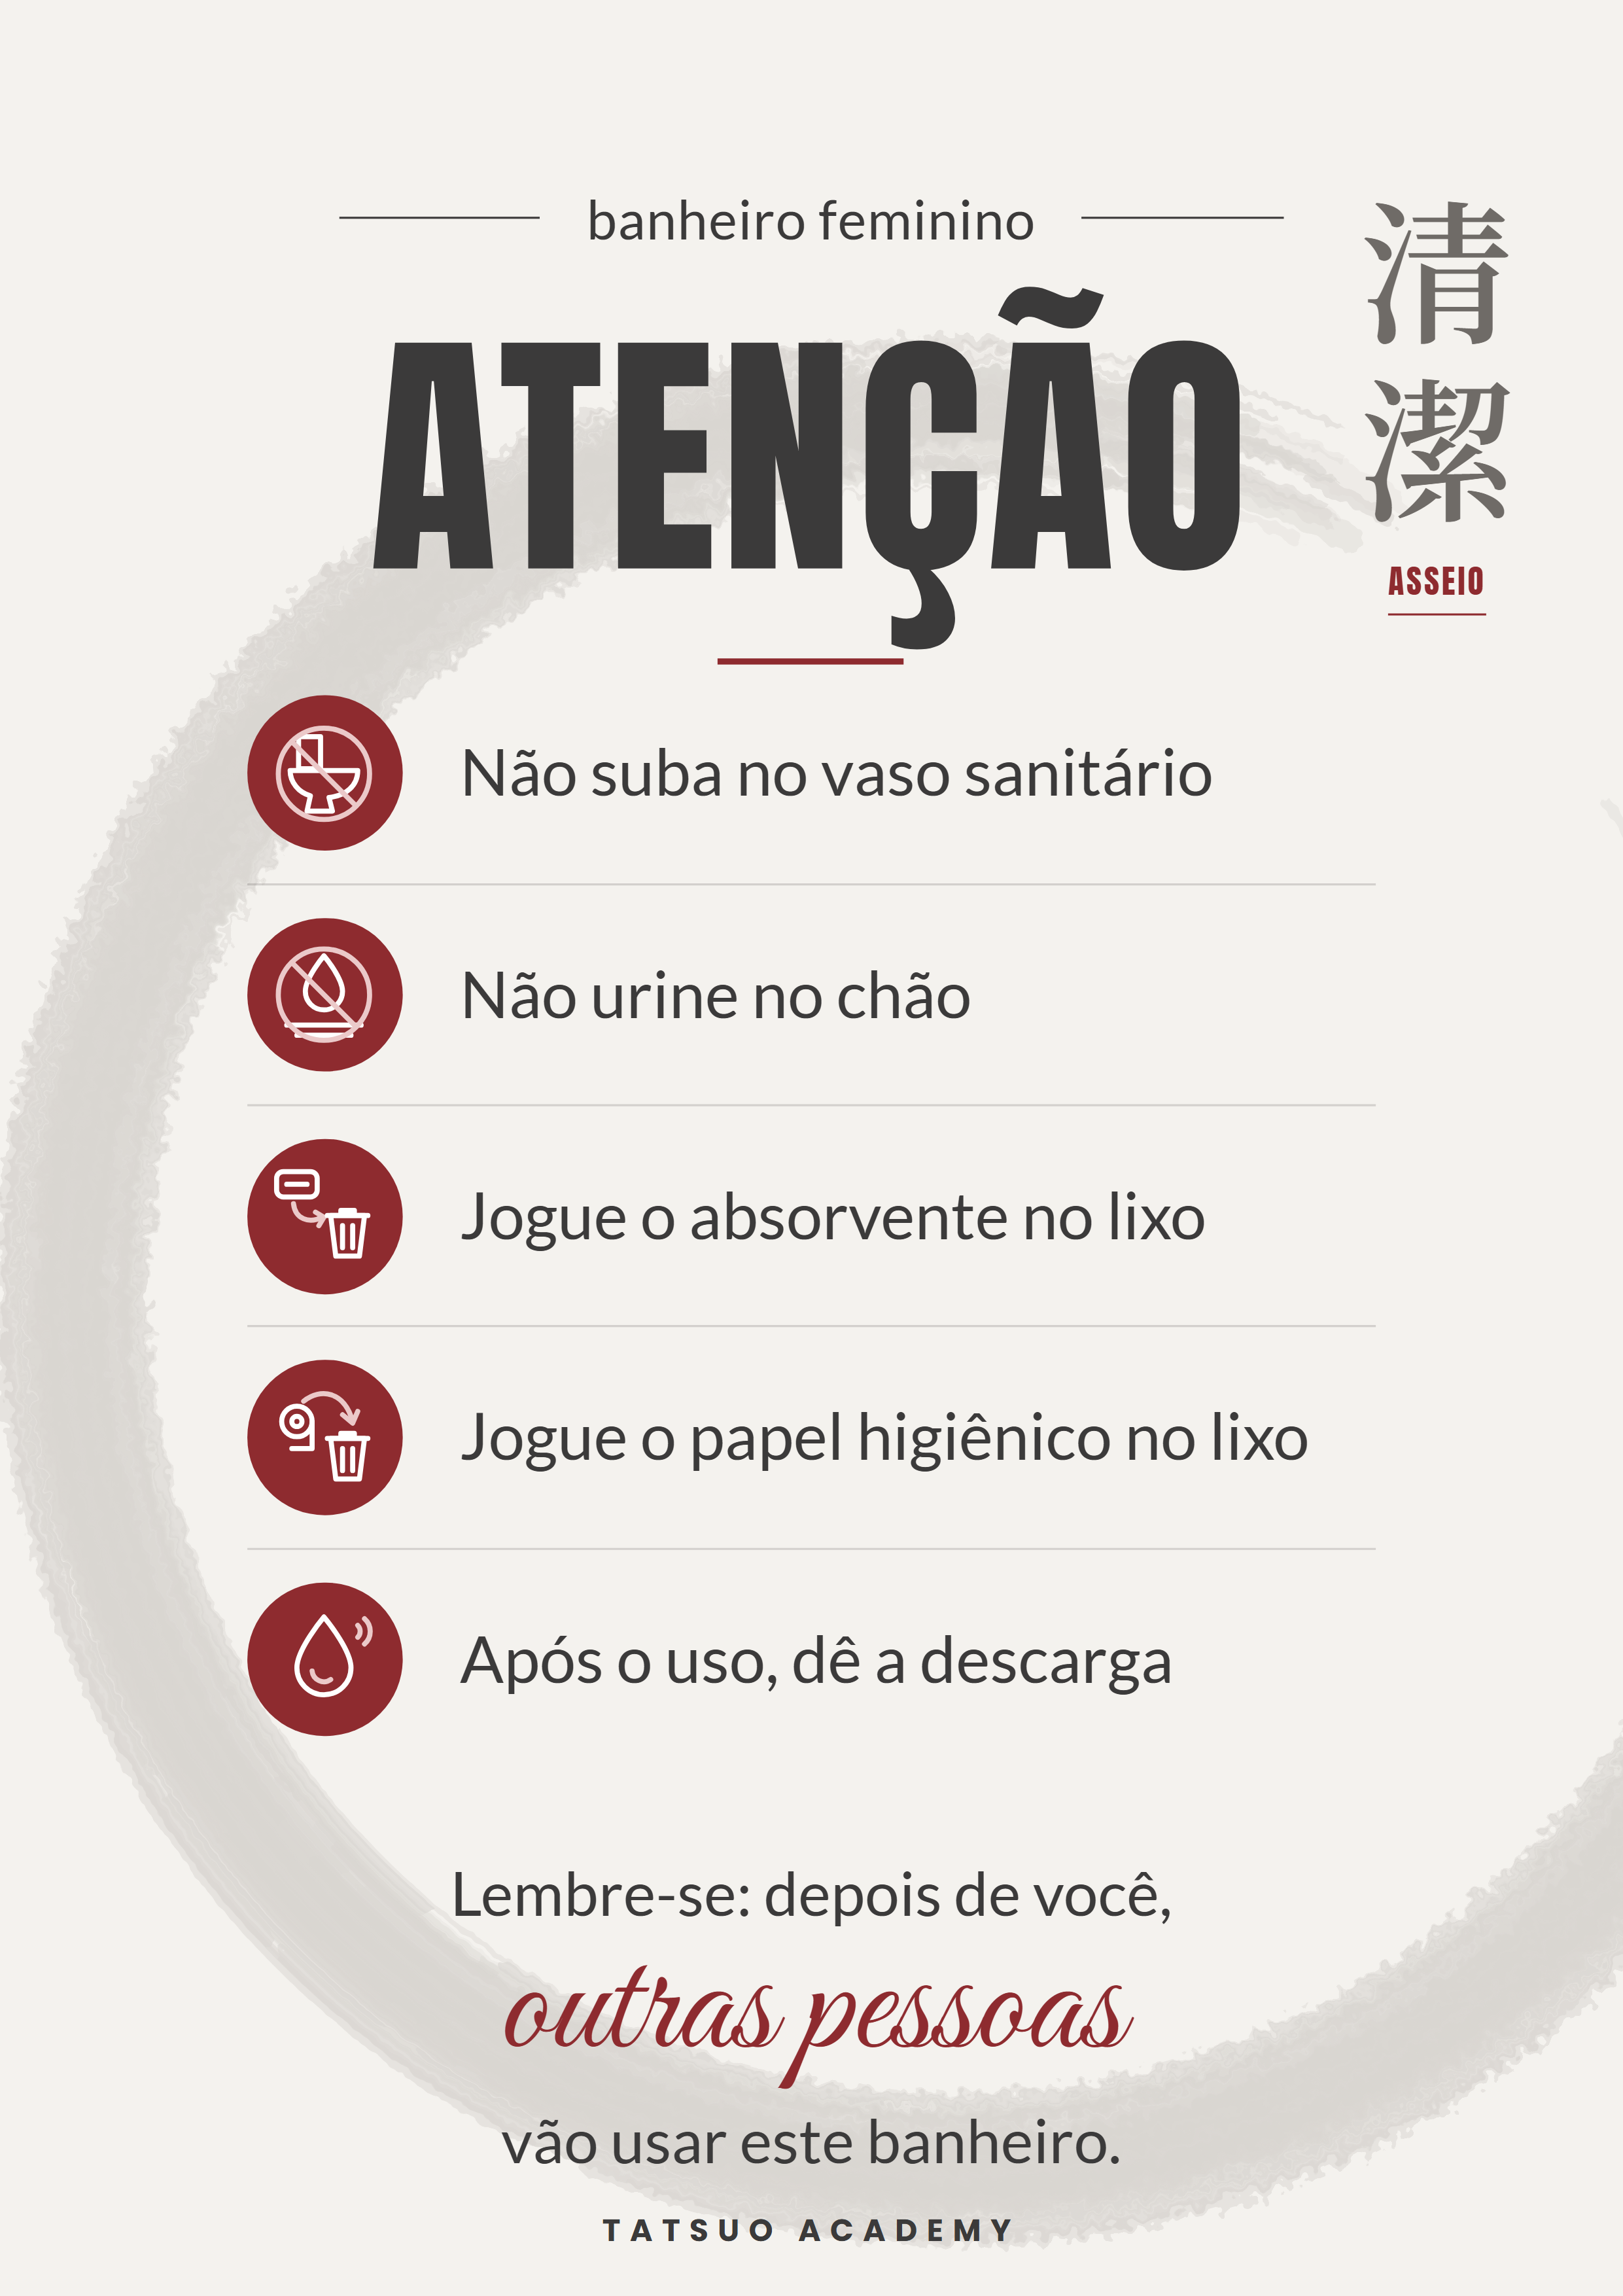 banheiro feminino
ATENÇÃO
清潔
ASSEIO
Não suba no vaso sanitário
Não urine no chão
Jogue o absorvente no lixo
Jogue o papel higiênico no lixo
Após o uso, dê a descarga
Lembre-se: depois de você,
outras pessoas
vão usar este banheiro.
TATSUO ACADEMY